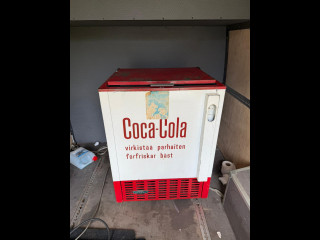 Coca-Cola
virkistää parhaiten
förfriskar bäst